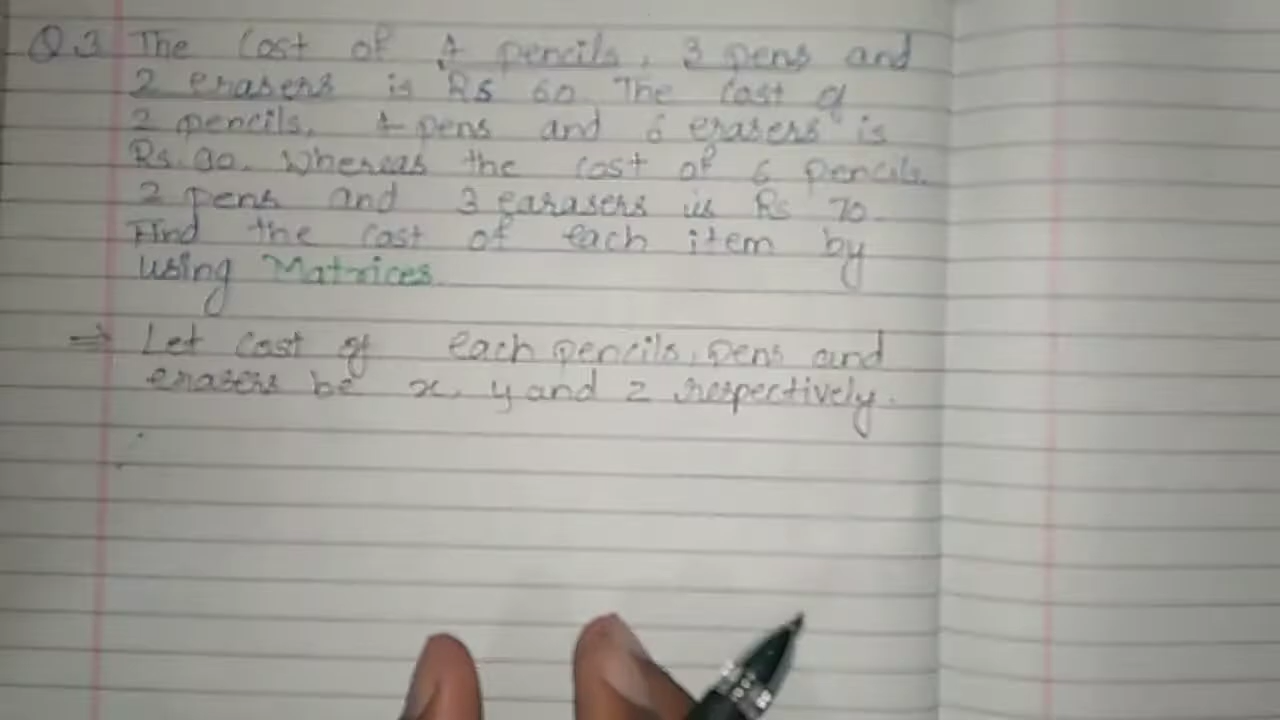 Q.3 The Cost of 4 pencils, 3 pens and
2 erasers is Rs 60. The cost of
2 pencils, 4 pens and 6 erasers is
Rs. 90. Whereas the cost of 6 pencils
2 pens and 3 earasers is Rs 70.
Find the cost of each item by
using Matrices.
⇒ Let cost of each pencils, pens and
erasers be x, y and z respectively.